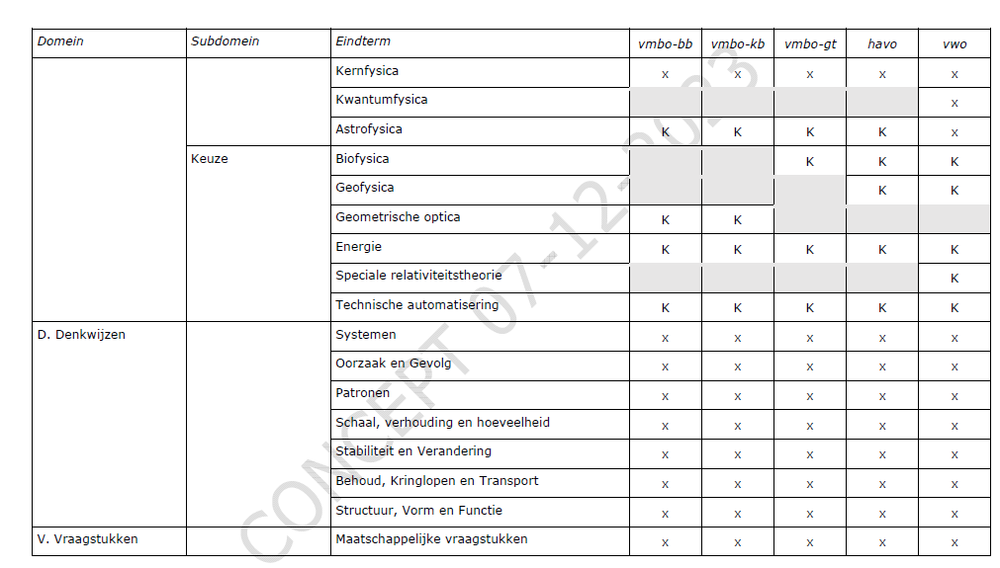 Domein Subdomein Eindterm vmbo-bb vmbo-kb vmbo-gt havo vwo
Kernfysica x x x x x
Kwantumfysica x
Astrofysica K K K K x
Keuze Biofysica K K K
Geofysica K K
Geometrische optica K K
Energie K K K K K
Speciale relativiteitstheorie K
Technische automatisering K K K K K
D. Denkwijzen Systemen x x x x x
Oorzaak en Gevolg x x x x x
Patronen x x x x x
Schaal, verhouding en hoeveelheid x x x x x
Stabiliteit en Verandering x x x x x
Behoud, Kringlopen en Transport x x x x x
Structuur, Vorm en Functie x x x x x
V. Vraagstukken Maatschappelijke vraagstukken x x x x x
CONCEPT 07-12-2023